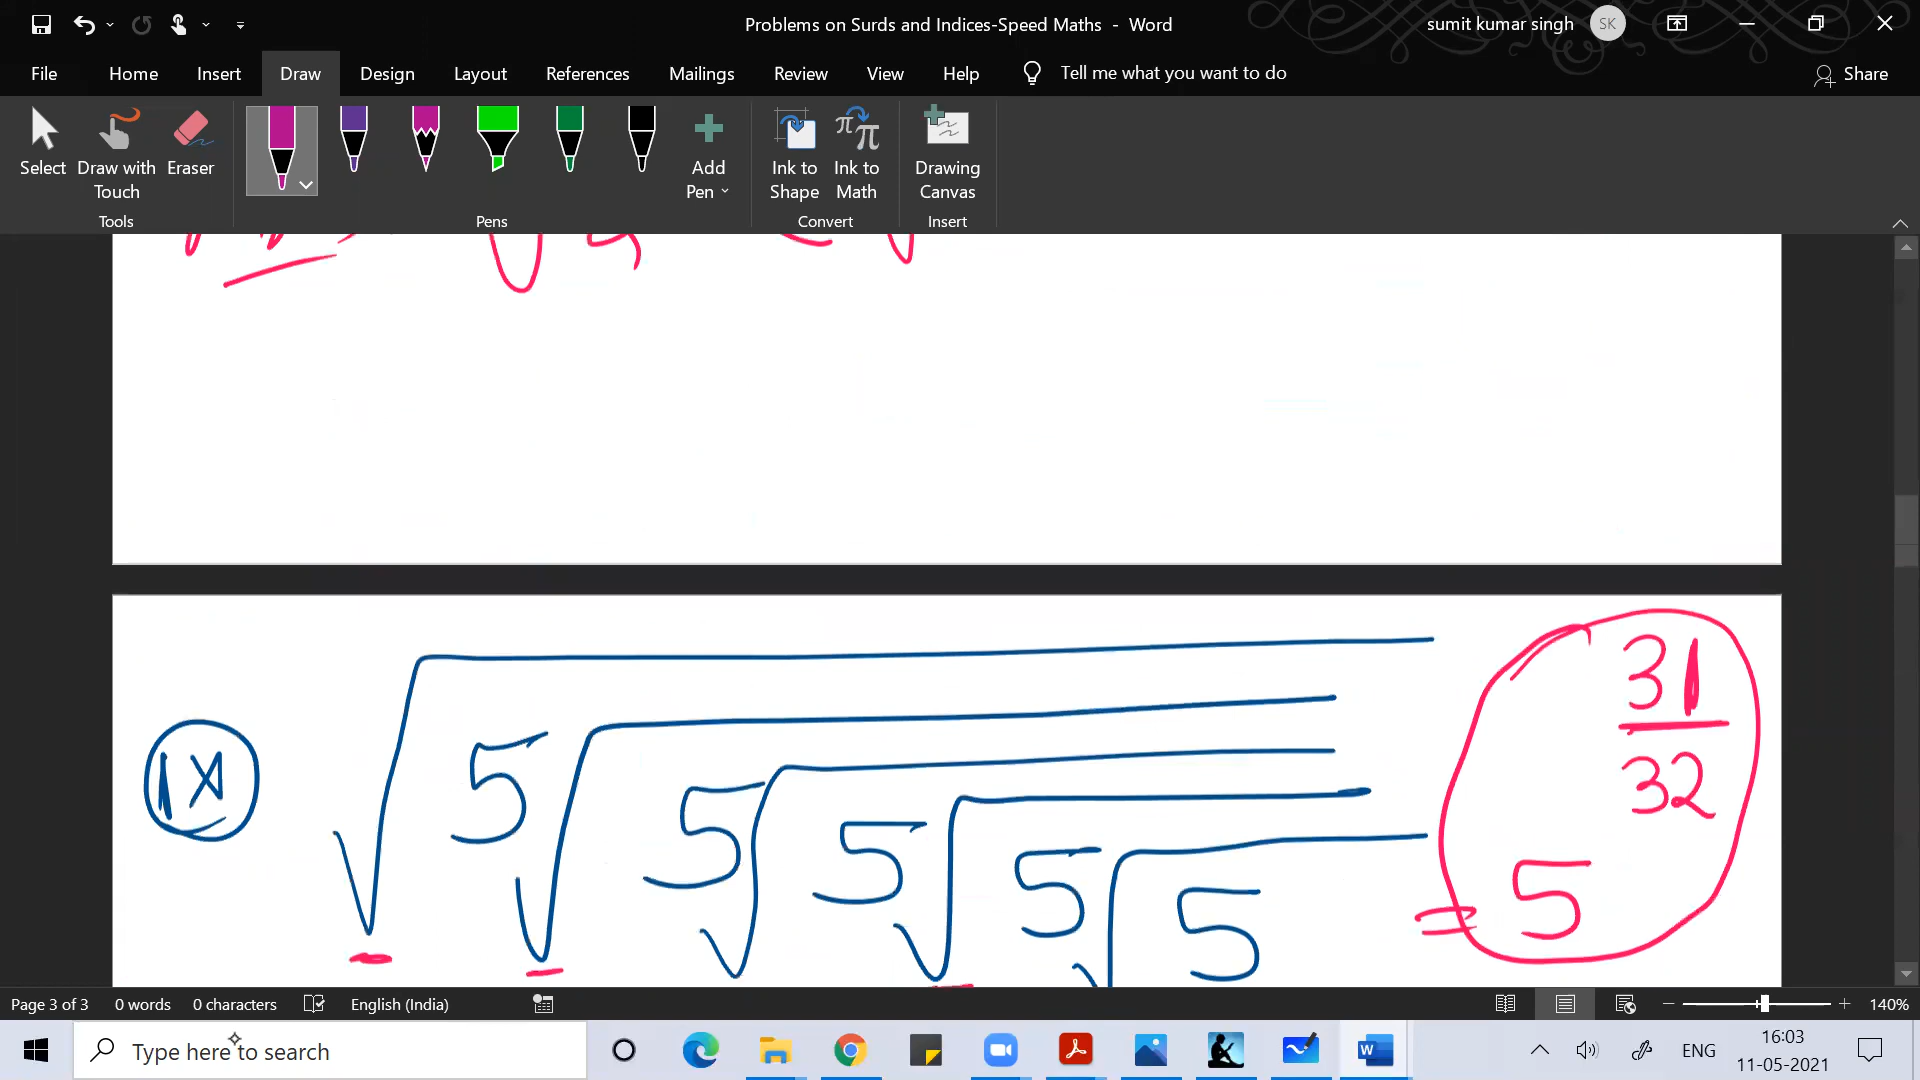 Problems on Surds and Indices-Speed Maths - Word
sumit kumar singh SK
File Home Insert Draw Design Layout References Mailings Review View Help Tell me what you want to do Share
Select Draw with Touch Eraser Add Pen Ink to Shape Ink to Math Drawing Canvas
Tools Pens Convert Insert
31
32
5 5 5 5 5 = 5
Page 3 of 3 0 words 0 characters English (India) 140%
Type here to search
ENG
16:03
11-05-2021